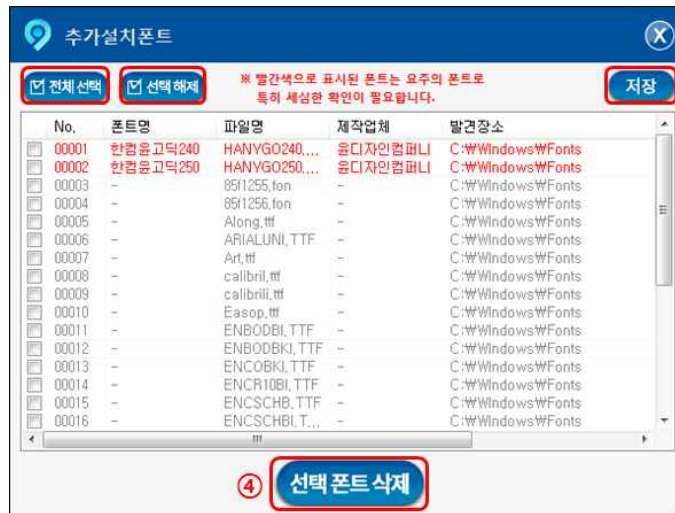 추가설치폰트
전체 선택 선택 해제 ※ 빨간색으로 표시된 폰트는 요주의 폰트로 저장
특히 세심한 확인이 필요합니다.
No, 폰트명 파일명 제작업체 발견장소
00001 한컴윤고딕240 HANYGO240,... 윤디자인컴퍼니 C:₩Windows₩Fonts
00002 한컴윤고딕250 HANYGO250,... 윤디자인컴퍼니 C:₩Windows₩Fonts
00003 - 85f1255,fon - C:₩Windows₩Fonts
00004 - 85f1256,fon - C:₩Windows₩Fonts
00005 - Along,ttf - C:₩Windows₩Fonts
00006 - ARIALUNI,TTF - C:₩Windows₩Fonts
00007 - Art,ttf - C:₩Windows₩Fonts
00008 - calibril,ttf - C:₩Windows₩Fonts
00009 - calibrili,ttf - C:₩Windows₩Fonts
00010 - Easop,ttf - C:₩Windows₩Fonts
00011 - ENBODBI,TTF - C:₩Windows₩Fonts
00012 - ENBODBKI,TTF - C:₩Windows₩Fonts
00013 - ENCOBKI,TTF - C:₩Windows₩Fonts
00014 - ENCR10BI,TTF - C:₩Windows₩Fonts
00015 - ENCSCHB,TTF - C:₩Windows₩Fonts
00016 - ENCSCHBI,T... - C:₩Windows₩Fonts
④ 선택 폰트 삭제